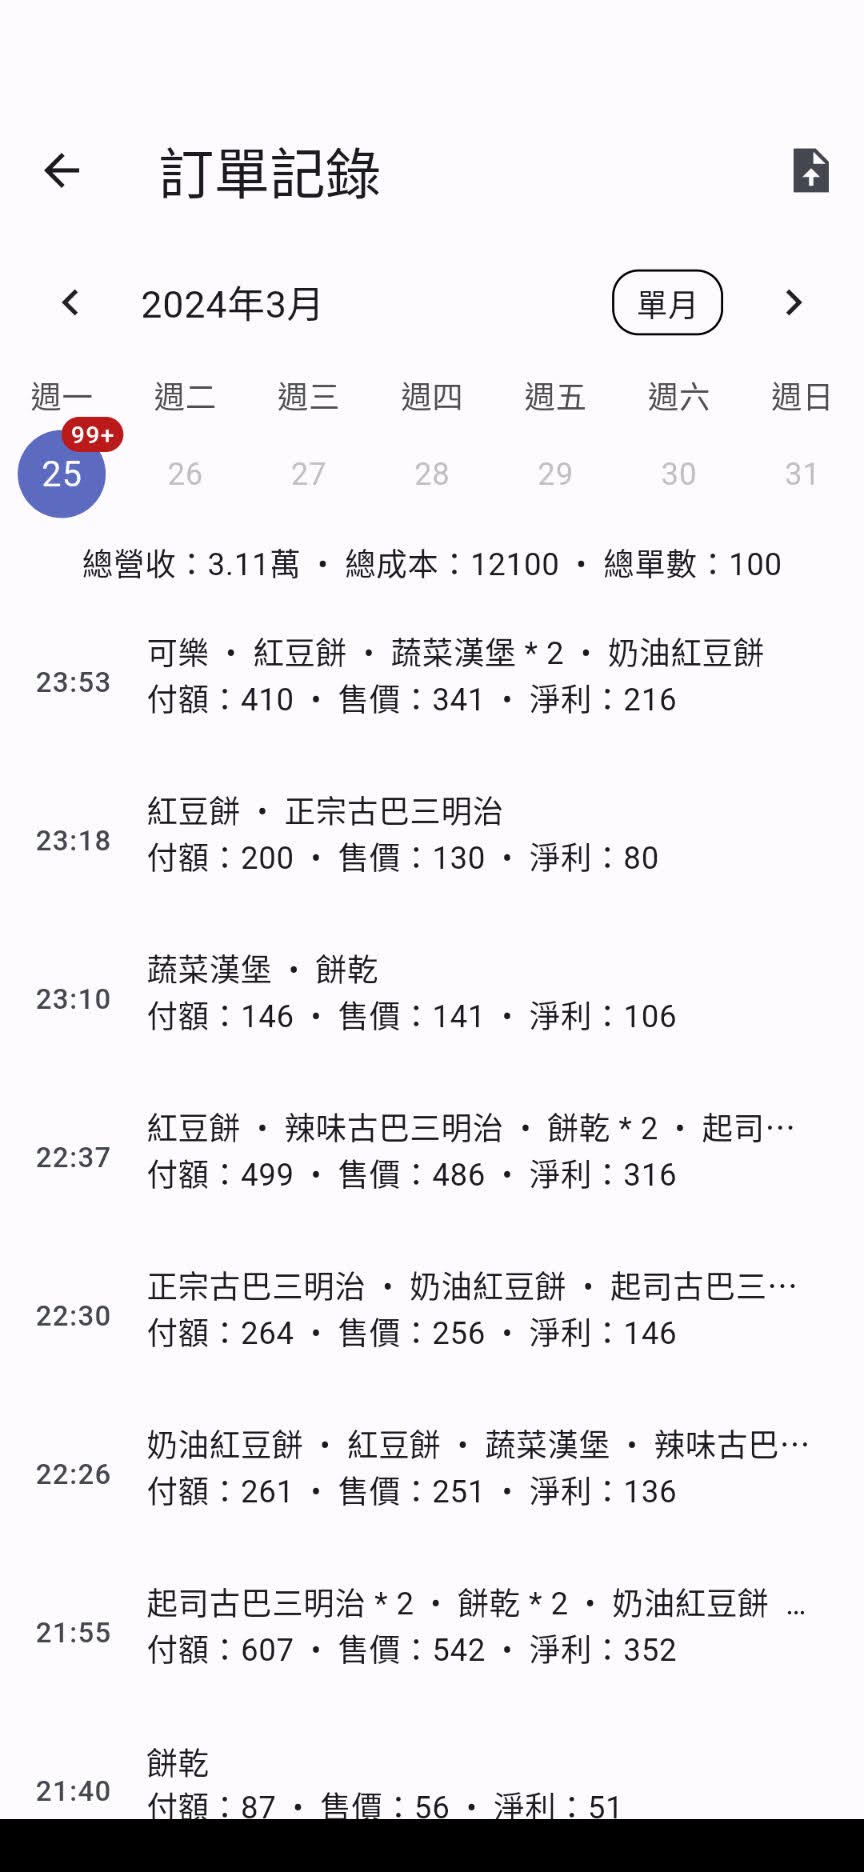 訂單記錄
2024年3月 單月
週一 週二 週三 週四 週五 週六 週日
99+
25 26 27 28 29 30 31
總營收：3.11萬 • 總成本：12100 • 總單數：100
可樂 • 紅豆餅 • 蔬菜漢堡 * 2 • 奶油紅豆餅
23:53
付額：410 • 售價：341 • 淨利：216
紅豆餅 • 正宗古巴三明治
23:18
付額：200 • 售價：130 • 淨利：80
蔬菜漢堡 • 餅乾
23:10
付額：146 • 售價：141 • 淨利：106
紅豆餅 • 辣味古巴三明治 • 餅乾 * 2 • 起司…
22:37
付額：499 • 售價：486 • 淨利：316
正宗古巴三明治 • 奶油紅豆餅 • 起司古巴三…
22:30
付額：264 • 售價：256 • 淨利：146
奶油紅豆餅 • 紅豆餅 • 蔬菜漢堡 • 辣味古巴…
22:26
付額：261 • 售價：251 • 淨利：136
起司古巴三明治 * 2 • 餅乾 * 2 • 奶油紅豆餅 …
21:55
付額：607 • 售價：542 • 淨利：352
餅乾
21:40
付額：87 • 售價：56 • 淨利：51